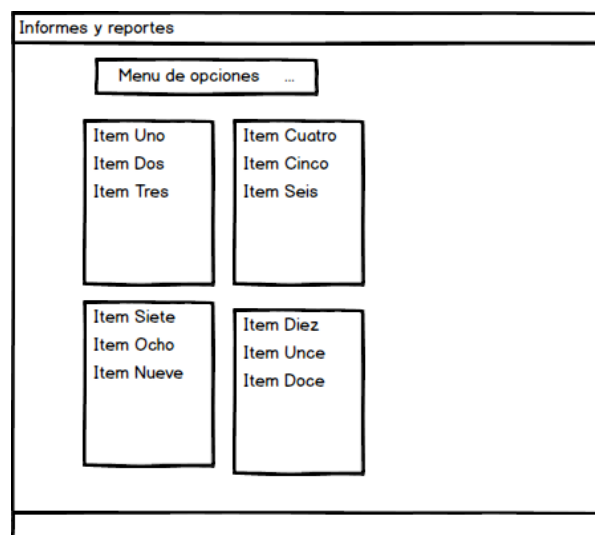 Informes y reportes
Menu de opciones ...
Item Uno
Item Dos
Item Tres
Item Cuatro
Item Cinco
Item Seis
Item Siete
Item Ocho
Item Nueve
Item Diez
Item Unce
Item Doce